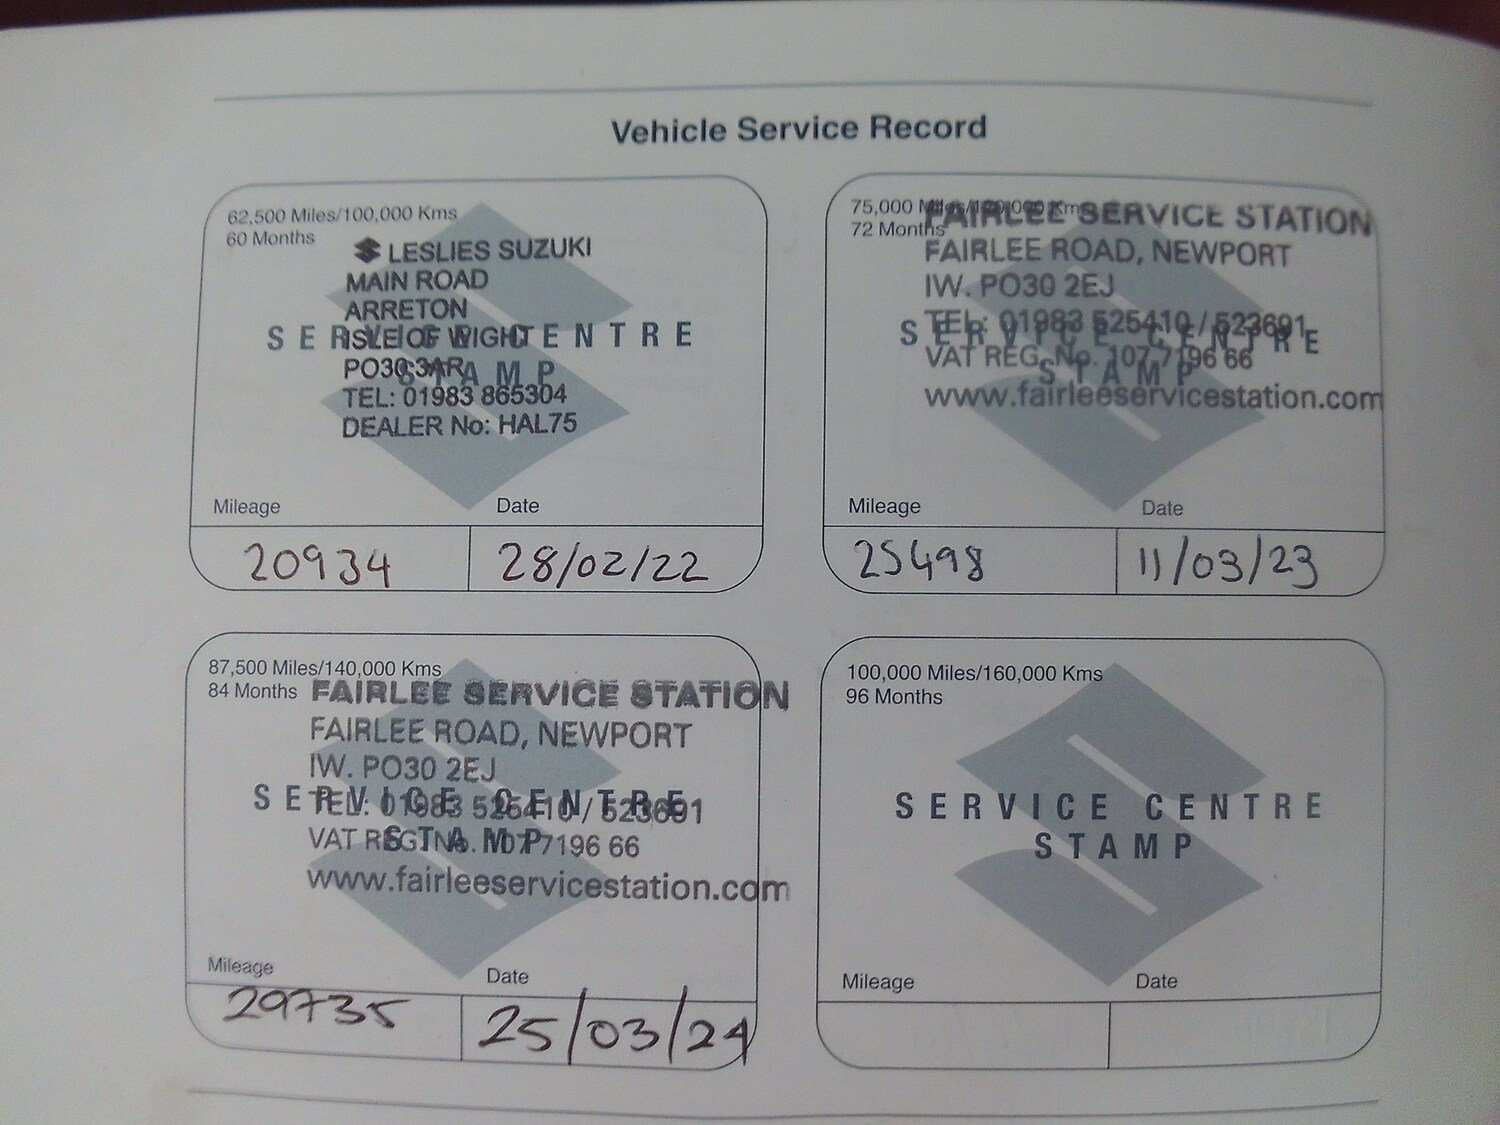 Vehicle Service Record
62,500 Miles/100,000 Kms
60 Months
LESLIES SUZUKI
MAIN ROAD
ARRETON
ISLE OF WIGHT
PO30 3AR
TEL: 01983 865304
DEALER No: HAL75
SERVICE CENTRE
STAMP
Mileage Date
20934 28/02/22
75,000 Miles/120,000 Kms
72 Months
FAIRLEE SERVICE STATION
FAIRLEE ROAD, NEWPORT
IW. PO30 2EJ
TEL: 01983 525410 / 523691
VAT REG. No. 107 7196 66
www.fairleeservicestation.com
SERVICE CENTRE
STAMP
Mileage Date
25498 11/03/23
87,500 Miles/140,000 Kms
84 Months
FAIRLEE SERVICE STATION
FAIRLEE ROAD, NEWPORT
IW. PO30 2EJ
TEL: 01983 525410 / 523691
VAT REG. No. 107 7196 66
www.fairleeservicestation.com
SERVICE CENTRE
STAMP
Mileage Date
29735 25/03/24
100,000 Miles/160,000 Kms
96 Months
SERVICE CENTRE
STAMP
Mileage Date